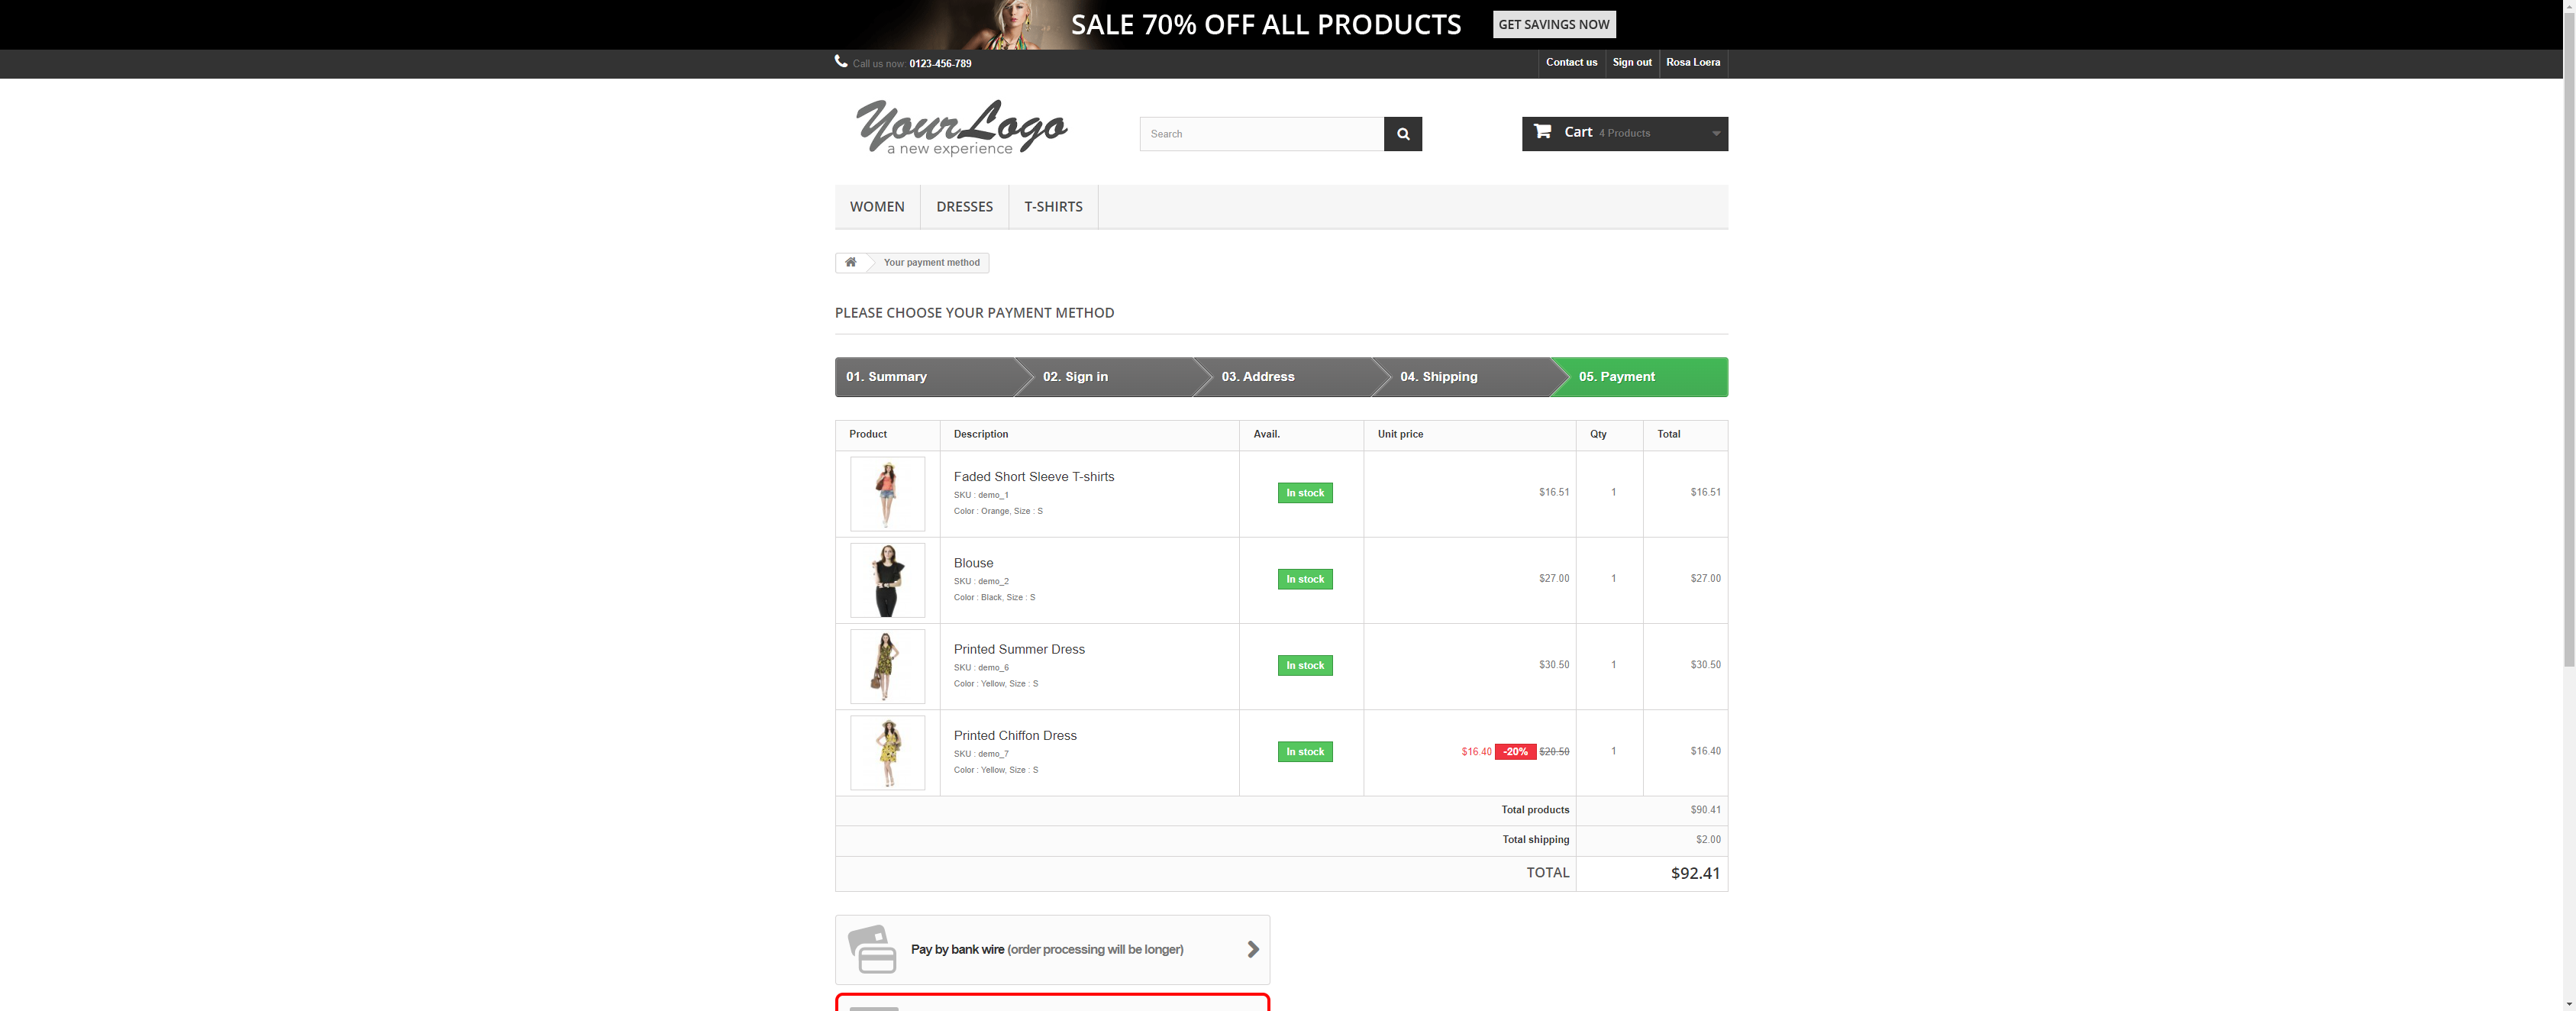 SALE 70% OFF ALL PRODUCTS GET SAVINGS NOW
Call us now: 0123-456-789 Contact us Sign out Rosa Loera
YourLogo
a new experience
Search
Cart 4 Products
WOMEN DRESSES T-SHIRTS
Your payment method
PLEASE CHOOSE YOUR PAYMENT METHOD
01. Summary 02. Sign in 03. Address 04. Shipping 05. Payment
Product Description Avail. Unit price Qty Total
Faded Short Sleeve T-shirts
SKU : demo_1
Color : Orange, Size : S
In stock $16.51 1 $16.51
Blouse
SKU : demo_2
Color : Black, Size : S
In stock $27.00 1 $27.00
Printed Summer Dress
SKU : demo_6
Color : Yellow, Size : S
In stock $30.50 1 $30.50
Printed Chiffon Dress
SKU : demo_7
Color : Yellow, Size : S
In stock $16.40 -20% $20.50 1 $16.40
Total products $90.41
Total shipping $2.00
TOTAL $92.41
Pay by bank wire (order processing will be longer)